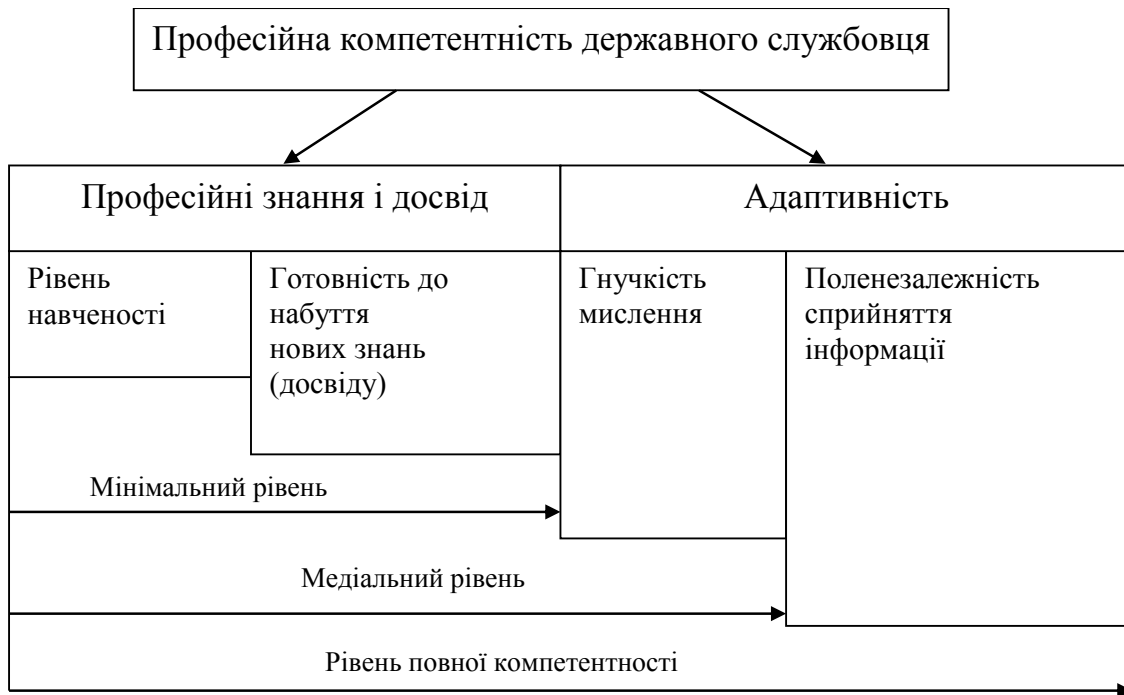 Професійна компетентність державного службовця
Професійні знання і досвід
Адаптивність
Рівень
навченості
Готовність до
набуття
нових знань
(досвіду)
Гнучкість
мислення
Поленезалежність
сприйняття
інформації
Мінімальний рівень
Медіальний рівень
Рівень повної компетентності